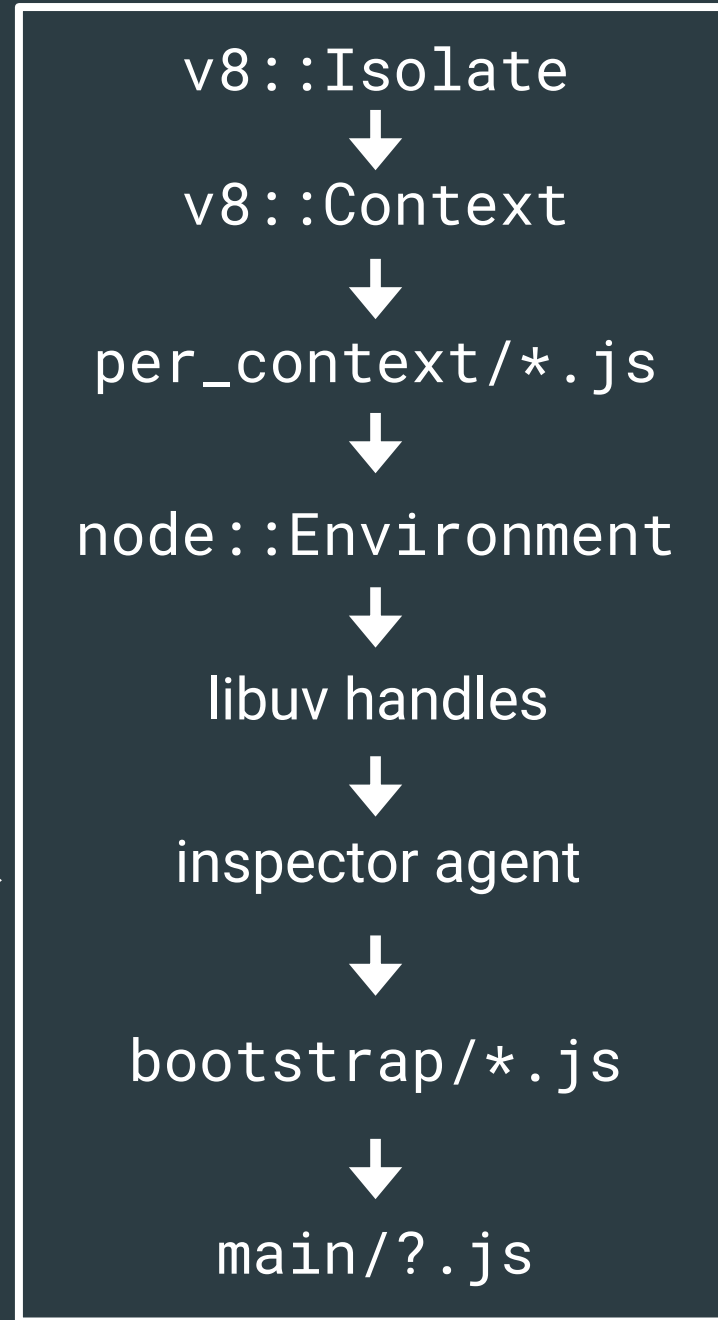 v8::Isolate
v8::Context
per_context/*.js
node::Environment
libuv handles
inspector agent
bootstrap/*.js
main/?.js